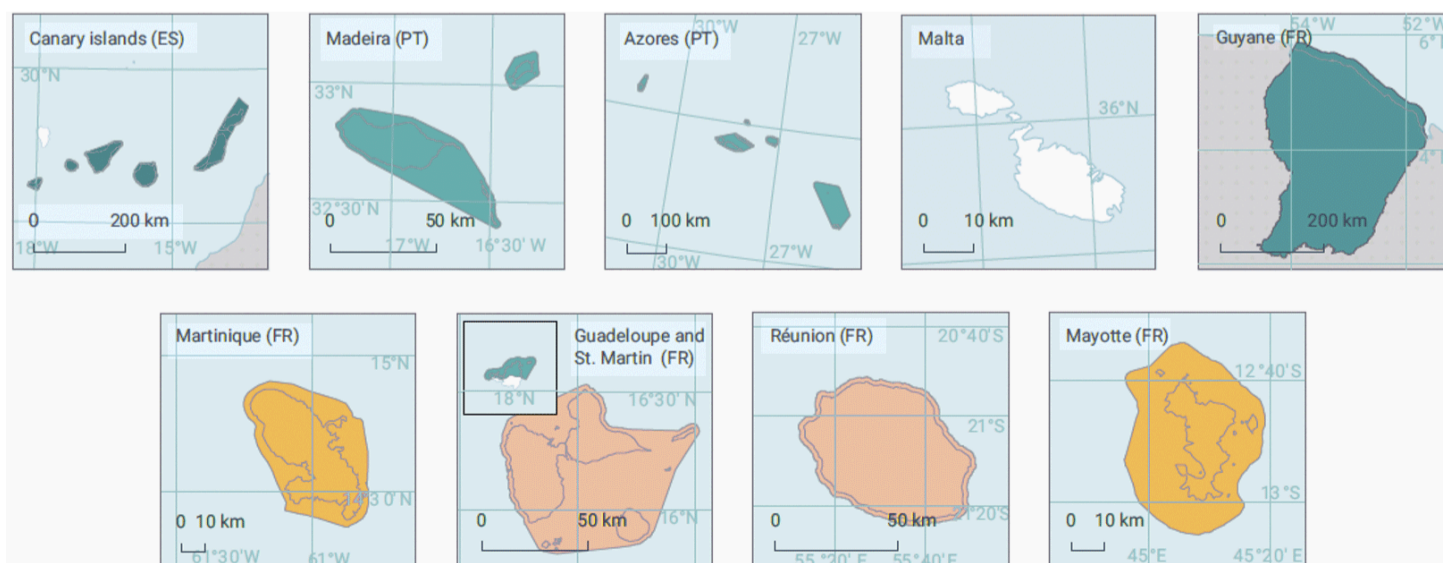 Canary islands (ES)
30°N
0 200 km
18°W 15°W
Madeira (PT)
33°N
32°30' N
0 50 km
17°W 16°30' W
Azores (PT)
30°W
27°W
0 100 km
30°W 27°W
Malta
36°N
0 10 km
Guyane (FR)
54°W 52°W
0 200 km
Martinique (FR)
15°N
14°30'N
0 10 km
61°30' W 61°W
Guadeloupe and
St. Martin (FR)
18°N
16°30' N
0 50 km
16°N
Réunion (FR)
20°40'S
21°S
0 50 km
21°20'S
55°20' E 55°40' E
Mayotte (FR)
12°40'S
13°S
0 10 km
45°E 45°20' E